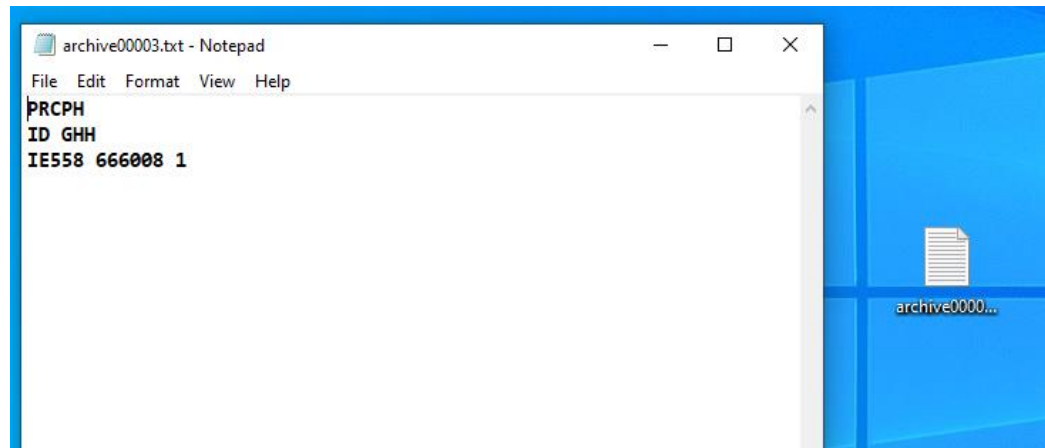 archive00003.txt - Notepad
File Edit Format View Help
PRCPH
ID GHH
IE558 666008 1
archive0000...